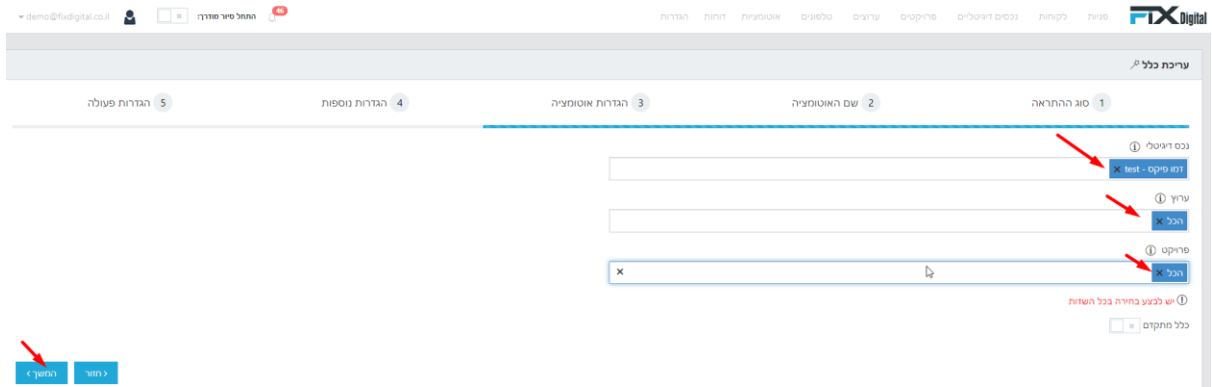 FIX Digital פניות לקוחות נכסים דיגיטליים פרויקטים ערוצים טלפונים אוטומציות דוחות הגדרות 46 התחל סיור מודרך: demo@fixdigital.co.il
עריכת כלל
1 סוג ההתראה 2 שם האוטומציה 3 הגדרות אוטומציה 4 הגדרות נוספות 5 הגדרות פעולה
נכס דיגיטלי
דמו פיקס - test ×
ערוץ
הכל ×
פרויקט
הכל × ×
יש לבצע בחירה בכל השדות
כלל מתקדם
‹ חזור המשך ›